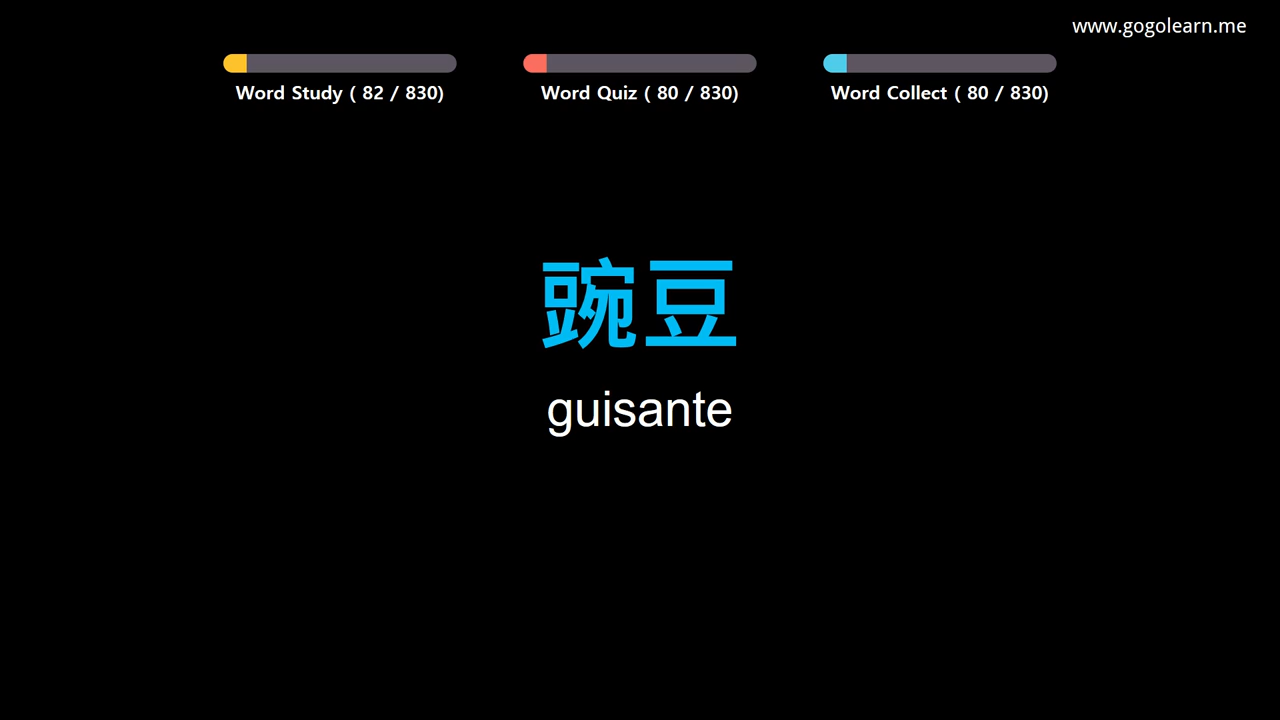 www.gogolearn.me
Word Study ( 82 / 830)
Word Quiz ( 80 / 830)
Word Collect ( 80 / 830)
豌豆
guisante